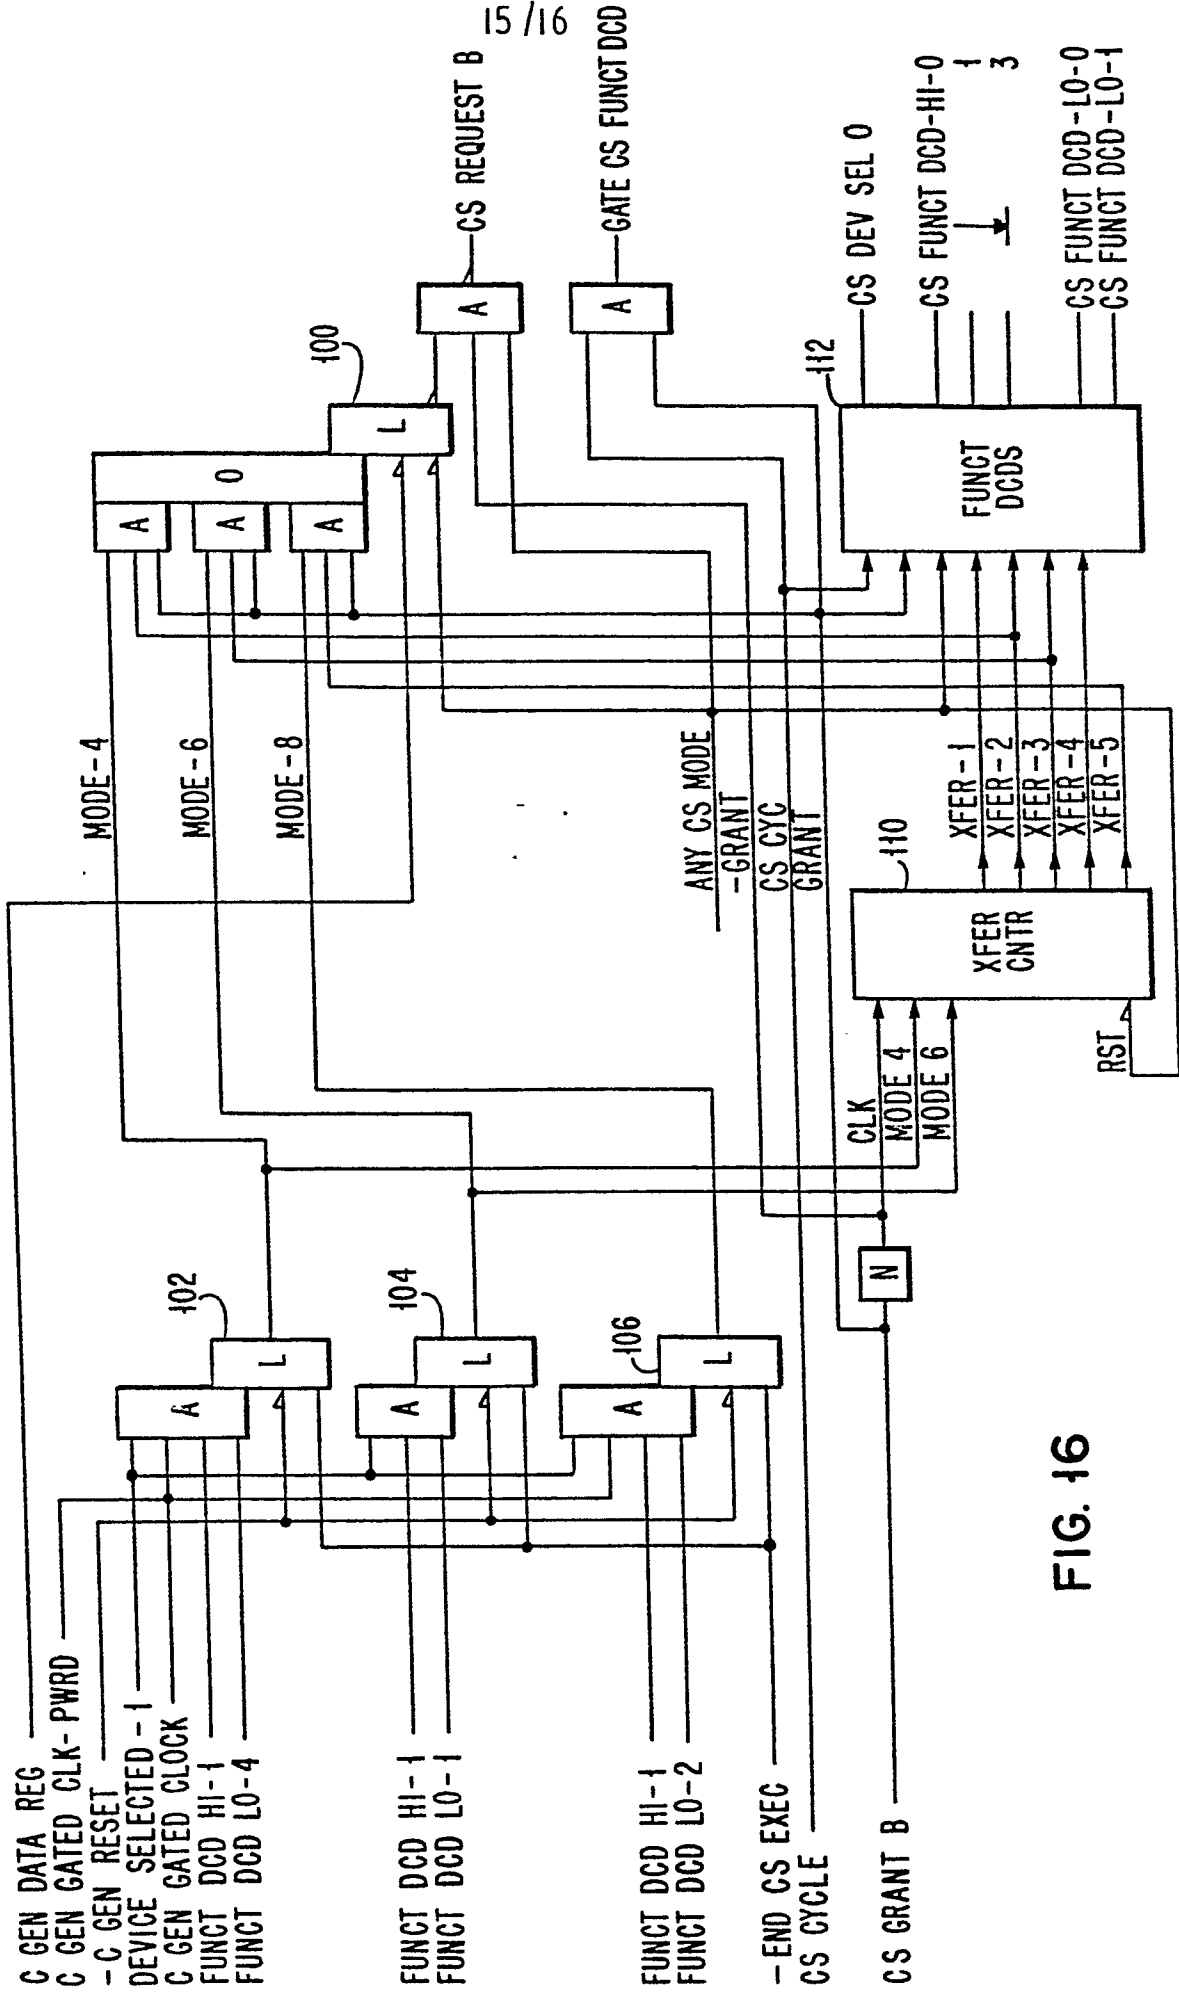 15/16
C GEN DATA REG
C GEN GATED CLK-PWRD
-C GEN RESET
DEVICE SELECTED-1
C GEN GATED CLOCK
FUNCT DCD HI-1
FUNCT DCD LO-4
FUNCT DCD HI-1
FUNCT DCD LO-1
FUNCT DCD HI-1
FUNCT DCD LO-2
-END CS EXEC
CS CYCLE
CS GRANT B
A
L
102
A
L
104
A
L
106
N
MODE-4
MODE-6
MODE-8
ANY CS MODE
-GRANT
CS CYC
GRANT
CLK
MODE 4
MODE 6
RST
XFER
CNTR
110
XFER-1
XFER-2
XFER-3
XFER-4
XFER-5
A
A
A
O
L
100
A
CS REQUEST B
A
GATE CS FUNCT DCD
FUNCT
DCDS
112
CS DEV SEL 0
CS FUNCT DCD-HI-0
1
3
CS FUNCT DCD-LO-0
CS FUNCT DCD-LO-1
FIG. 16